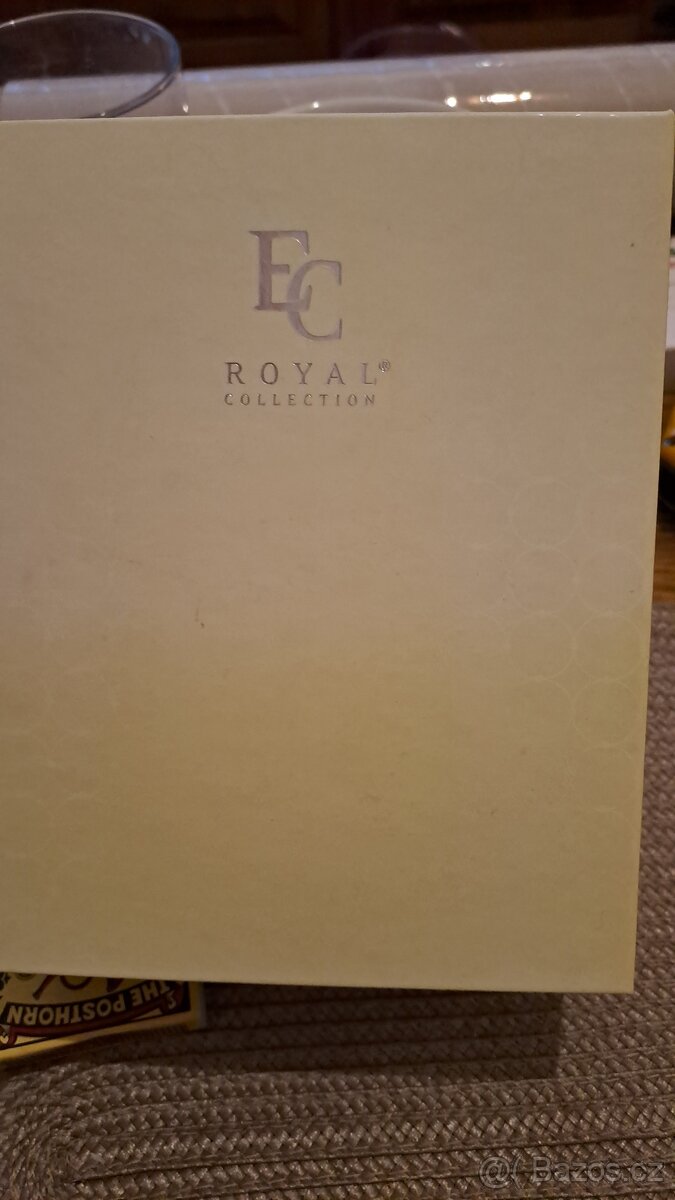 EC
ROYAL®
COLLECTION
THE POSTHORN
@ Bazos.cz